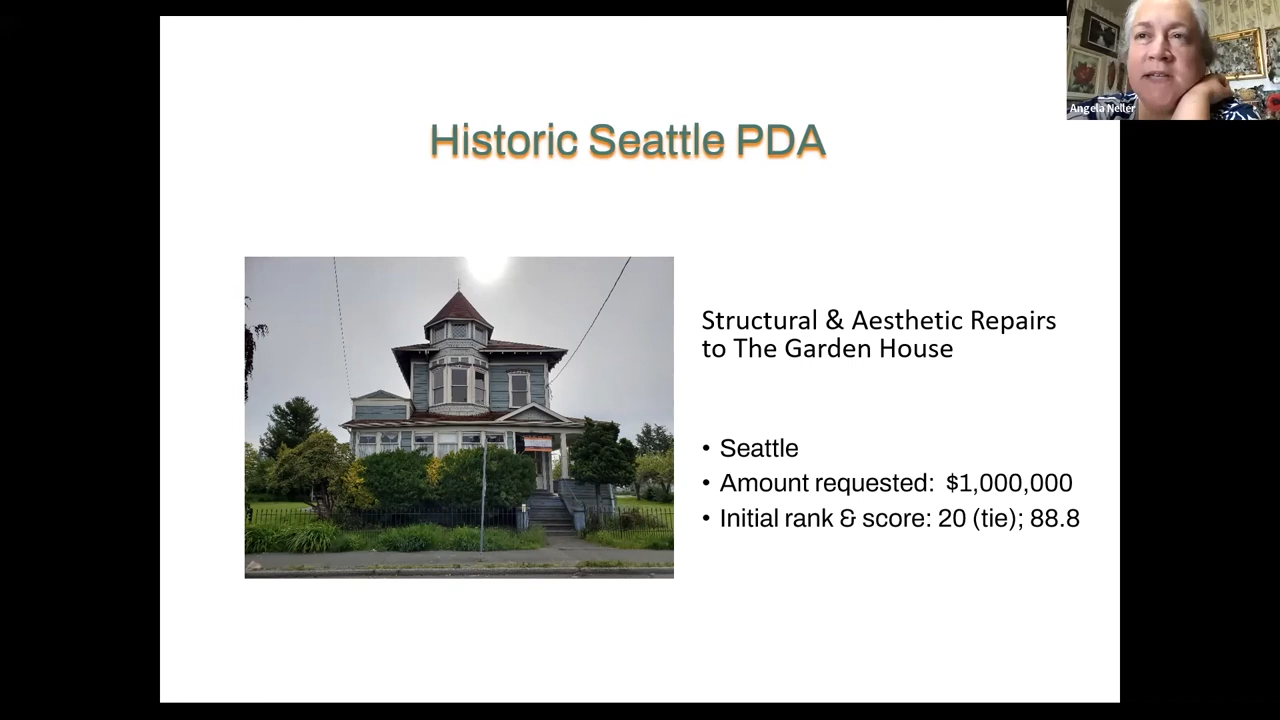 Angela Neller
Historic Seattle PDA
Structural & Aesthetic Repairs
to The Garden House
• Seattle
• Amount requested: $1,000,000
• Initial rank & score: 20 (tie); 88.8